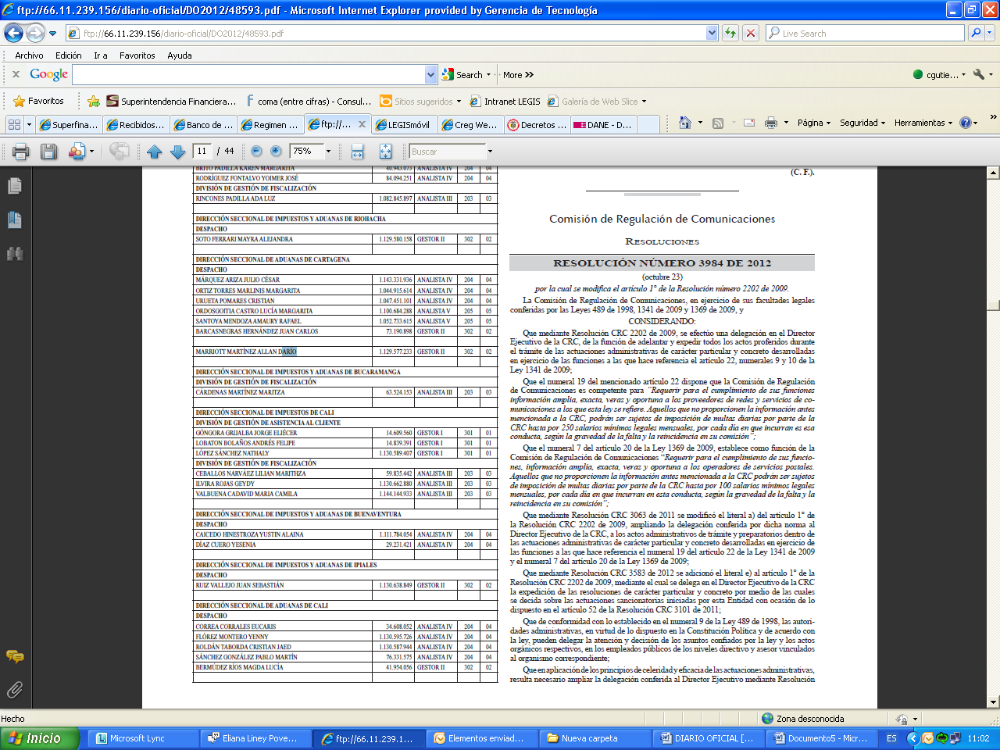 ftp://66.11.239.156/diario-oficial/DO2012/48593.pdf - Microsoft Internet Explorer provided by Gerencia de Tecnología
ftp://66.11.239.156/diario-oficial/DO2012/48593.pdf
Live Search
Archivo Edición Ir a Favoritos Ayuda
Google Search More » cgutie...
Favoritos Superintendencia Financiera... coma (entre cifras) - Consul... Sitios sugeridos Intranet LEGIS Galería de Web Slice
Superfina... Recibidos... Banco de ... Regimen ... ftp://... LEGISmóvil Creg We... Decretos ... DANE - D... Página Seguridad Herramientas
11 / 44 75% Buscar
BRITO PADILLA KAREN MARGARITA 40.943.073 ANALISTA IV 204 04
RODRÍGUEZ FONTALVO YOIMER JOSÉ 84.094.251 ANALISTA IV 204 04
DIVISIÓN DE GESTIÓN DE FISCALIZACIÓN
RINCONES PADILLA ADA LUZ 1.082.845.897 ANALISTA III 203 03
DIRECCIÓN SECCIONAL DE IMPUESTOS Y ADUANAS DE RIOHACHA
DESPACHO
SOTO FERRARI MAYRA ALEJANDRA 1.129.580.158 GESTOR II 302 02
DIRECCIÓN SECCIONAL DE ADUANAS DE CARTAGENA
DESPACHO
MÁRQUEZ ARIZA JULIO CÉSAR 1.143.331.936 ANALISTA IV 204 04
ORTIZ TORRES MARLINIS MARGARITA 1.044.915.614 ANALISTA IV 204 04
URUETA POMARES CRISTIAN 1.047.451.101 ANALISTA IV 204 04
ORDOSGOITIA CASTRO LUCÍA MARGARITA 1.100.684.288 ANALISTA V 205 05
SANTOYA MENDOZA AMAURY RAFAEL 1.052.733.615 ANALISTA V 205 05
BARCASNEGRAS HERNÁNDEZ JUAN CARLOS 73.190.898 GESTOR II 302 02
MARRIOTT MARTÍNEZ ALLAN DARÍO 1.129.577.233 GESTOR II 302 02
DIRECCIÓN SECCIONAL DE IMPUESTOS Y ADUANAS DE BUCARAMANGA
DIVISIÓN DE GESTIÓN DE FISCALIZACIÓN
CÁRDENAS MARTÍNEZ MARITZA 63.524.153 ANALISTA III 203 03
DIRECCIÓN SECCIONAL DE IMPUESTOS DE CALI
DIVISIÓN DE GESTIÓN DE ASISTENCIA AL CLIENTE
GÓNGORA GRIJALBA JORGE ELIÉCER 14.609.560 GESTOR I 301 01
LOBATON BOLAÑOS ANDRÉS FELIPE 14.839.391 GESTOR I 301 01
LÓPEZ SÁNCHEZ NATHALY 1.130.589.407 GESTOR I 301 01
DIVISIÓN DE GESTIÓN DE FISCALIZACIÓN
CEBALLOS NARVÁEZ LILIAN MARITHZA 59.835.442 ANALISTA III 203 03
ILVIRA ROJAS GEYDY 1.130.662.880 ANALISTA III 203 03
VALBUENA CADAVID MARIA CAMILA 1.144.144.933 ANALISTA III 203 03
DIRECCIÓN SECCIONAL DE IMPUESTOS Y ADUANAS DE BUENAVENTURA
DESPACHO
CAICEDO HINESTROZA YUSTIN ALAINA 1.111.784.054 ANALISTA IV 204 04
DÍAZ CUERO YESENIA 29.231.421 ANALISTA IV 204 04
DIRECCIÓN SECCIONAL DE IMPUESTOS Y ADUANAS DE IPIALES
DESPACHO
RUIZ VALLEJO JUAN SEBASTIÁN 1.130.638.849 GESTOR II 302 02
DIRECCIÓN SECCIONAL DE ADUANAS DE CALI
DESPACHO
CORREA CORRALES EUCARIS 34.608.052 ANALISTA IV 204 04
FLÓREZ MONTERO YENNY 1.130.595.726 ANALISTA IV 204 04
ROLDÁN TABORDA CRISTIAN JAED 1.130.587.944 ANALISTA IV 204 04
SÁNCHEZ GONZÁLEZ PABLO MARTÍN 76.331.575 ANALISTA IV 204 04
BERMÚDEZ RÍOS MAGDA LUCÍA 41.954.056 GESTOR II 302 02
(C. F.).
Comisión de Regulación de Comunicaciones
RESOLUCIONES
RESOLUCIÓN NÚMERO 3984 DE 2012
(octubre 23)
por la cual se modifica el artículo 1° de la Resolución número 2202 de 2009.
La Comisión de Regulación de Comunicaciones, en ejercicio de sus facultades legales
conferidas por las Leyes 489 de 1998, 1341 de 2009 y 1369 de 2009, y
CONSIDERANDO:
Que mediante Resolución CRC 2202 de 2009, se efectúo una delegación en el Director
Ejecutivo de la CRC, de la función de adelantar y expedir todos los actos proferidos durante
el trámite de las actuaciones administrativas de carácter particular y concreto desarrolladas
en ejercicio de las funciones a las que hace referencia el artículo 22, numerales 9 y 10 de la
Ley 1341 de 2009;
Que el numeral 19 del mencionado artículo 22 dispone que la Comisión de Regulación
de Comunicaciones es competente para "Requerir para el cumplimiento de sus funciones
información amplia, exacta, veraz y oportuna a los proveedores de redes y servicios de co-
municaciones a los que esta ley se refiere. Aquellos que no proporcionen la información antes
mencionada a la CRC, podrán ser sujetos de imposición de multas diarias por parte de la
CRC hasta por 250 salarios mínimos legales mensuales, por cada día en que incurran en esa
conducta, según la gravedad de la falta y la reincidencia en su comisión";
Que el numeral 7 del artículo 20 de la Ley 1369 de 2009, establece como función de la
Comisión de Regulación de Comunicaciones "Requerir para el cumplimiento de sus funcio-
nes, información amplia, exacta, veraz y oportuna a los operadores de servicios postales.
Aquellos que no proporcionen la información antes mencionada a la CRC podrán ser sujetos
de imposición de multas diarias por parte de la CRC hasta por 100 salarios mínimos legales
mensuales, por cada día en que incurran en esta conducta, según la gravedad de la falta y la
reincidencia en su comisión";
Que mediante Resolución CRC 3063 de 2011 se modificó el literal a) del artículo 1° de
la Resolución CRC 2202 de 2009, ampliando la delegación conferida por dicha norma al
Director Ejecutivo de la CRC, a los actos administrativos de trámite y preparatorios dentro de
las actuaciones administrativas de carácter particular y concreto desarrolladas en ejercicio de
las funciones a las que hace referencia el numeral 19 del artículo 22 de la Ley 1341 de 2009
y el numeral 7 del artículo 20 de la Ley 1369 de 2009;
Que mediante Resolución CRC 3583 de 2012 se adicionó el literal e) al artículo 1° de la
Resolución CRC 2202 de 2009, mediante el cual se delega en el Director Ejecutivo de la CRC
la expedición de las resoluciones de carácter particular y concreto por medio de las cuales
se decida sobre las actuaciones sancionatorias iniciadas por esta Entidad con ocasión de lo
dispuesto en el artículo 52 de la Resolución CRC 3101 de 2011;
Que de conformidad con lo establecido en el numeral 9 de la Ley 489 de 1998, las autori-
dades administrativas, en virtud de lo dispuesto en la Constitución Política y de acuerdo con
la ley, pueden delegar la atención y decisión de los asuntos confiados por la ley y los actos
orgánicos respectivos, en los empleados públicos de los niveles directivo y asesor vinculados
al organismo correspondiente;
Que en aplicación de los principios de celeridad y eficacia de las actuaciones administrativas,
resulta necesario ampliar la delegación conferida al Director Ejecutivo mediante Resolución
Hecho Zona desconocida
Inicio Microsoft Lync Eliana Liney Pove... ftp://66.11.239.1... Elementos enviad... Nueva carpeta DIARIO OFICIAL [... Documento5 - Micr... ES 11:02